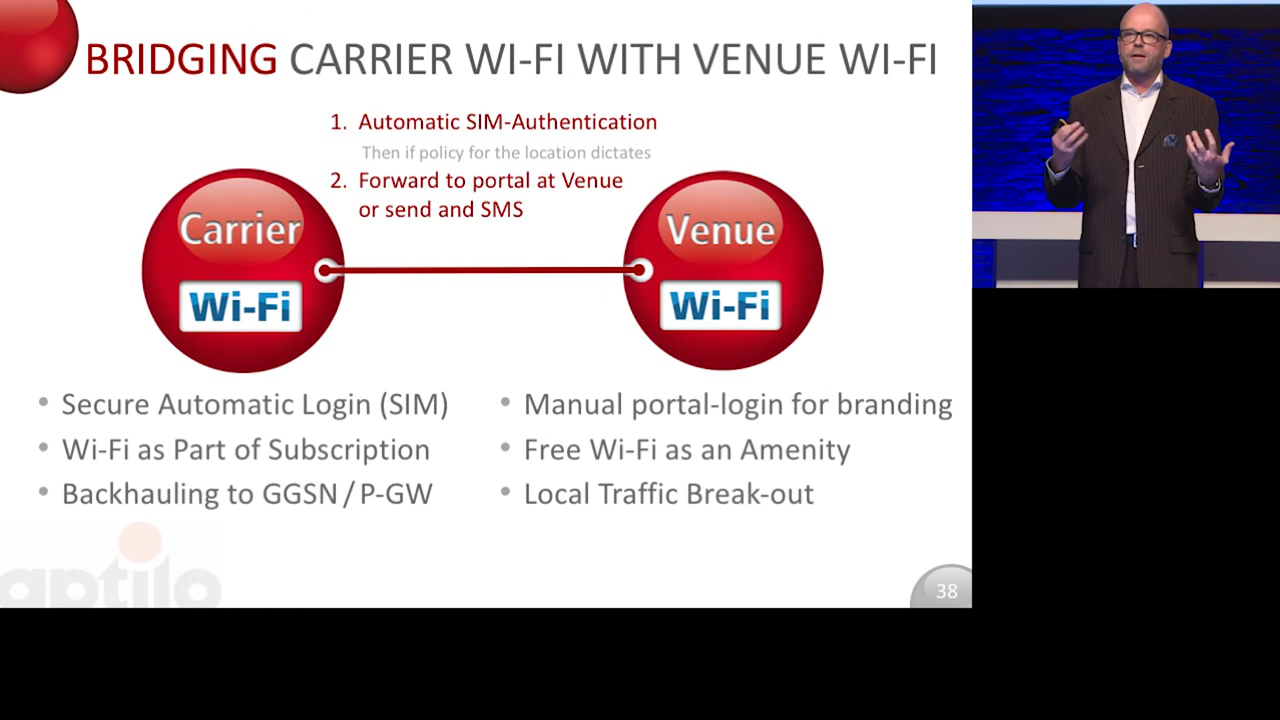 BRIDGING CARRIER WI-FI WITH VENUE WI-FI
1. Automatic SIM-Authentication
Then if policy for the location dictates
2. Forward to portal at Venue
or send and SMS
Carrier
Wi-Fi
Venue
Wi-Fi
• Secure Automatic Login (SIM)
• Wi-Fi as Part of Subscription
• Backhauling to GGSN/P-GW
• Manual portal-login for branding
• Free Wi-Fi as an Amenity
• Local Traffic Break-out
aptilo
38